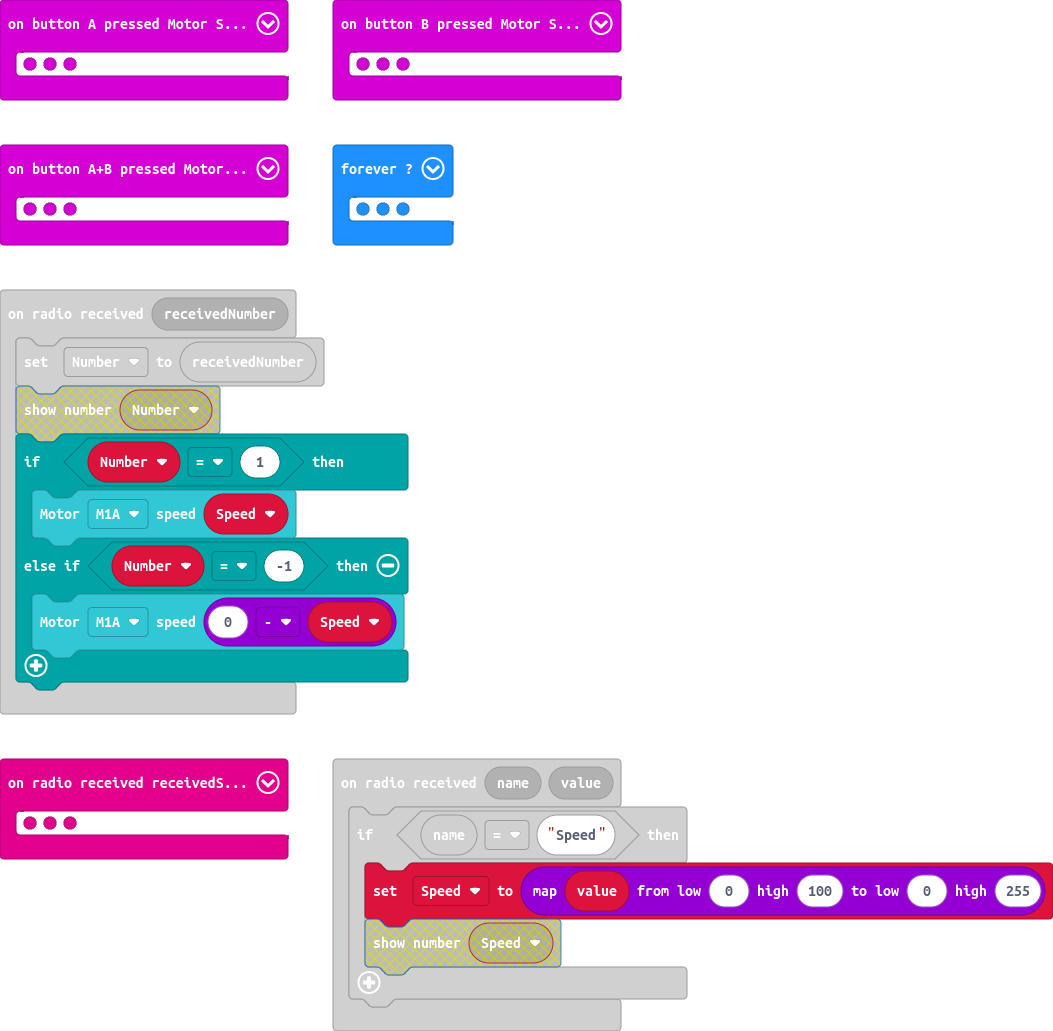 on button A pressed Motor S...
on button B pressed Motor S...
on button A+B pressed Motor...
forever ?
on radio received receivedNumber
set Number to receivedNumber
show number Number
if Number = 1 then
Motor M1A speed Speed
else if Number = -1 then
Motor M1A speed 0 - Speed
on radio received receivedS...
on radio received name value
if name = "Speed" then
set Speed to map value from low 0 high 100 to low 0 high 255
show number Speed